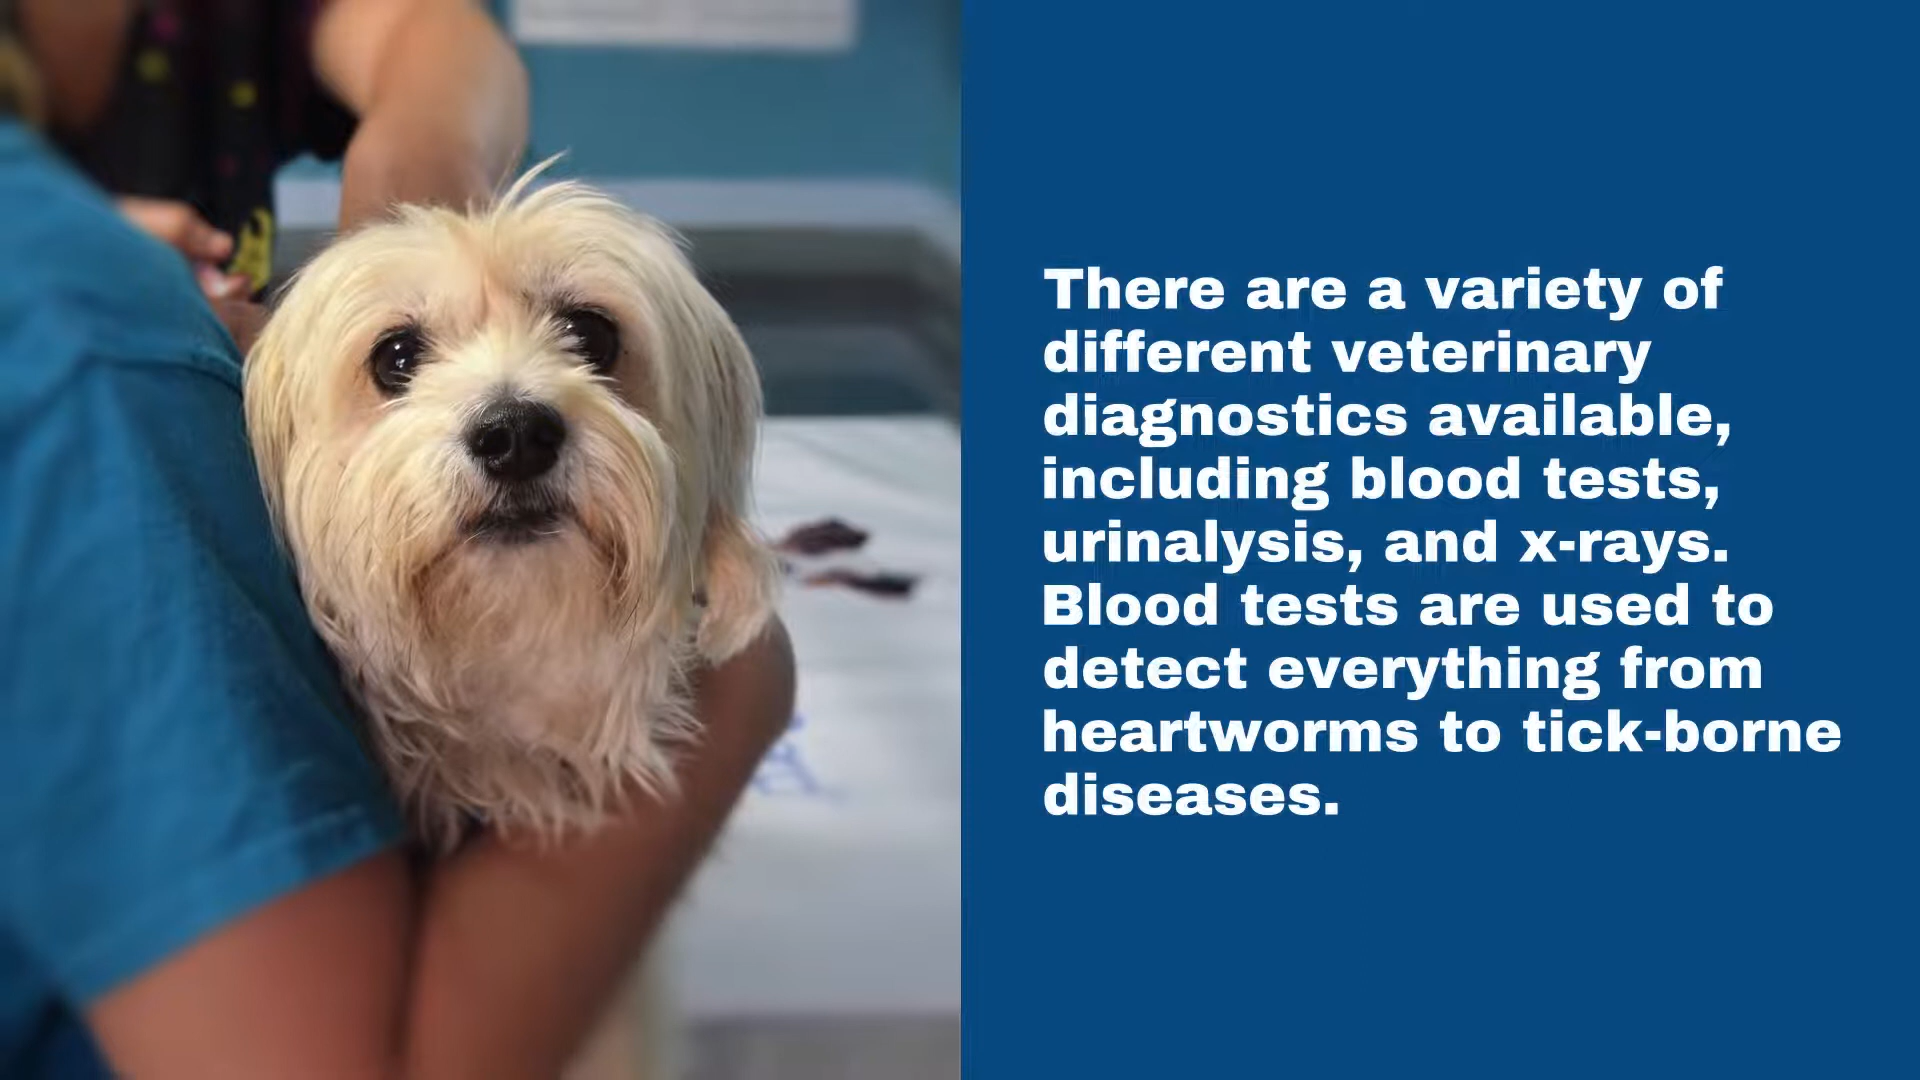 There are a variety of
different veterinary
diagnostics available,
including blood tests,
urinalysis, and x-rays.
Blood tests are used to
detect everything from
heartworms to tick-borne
diseases.